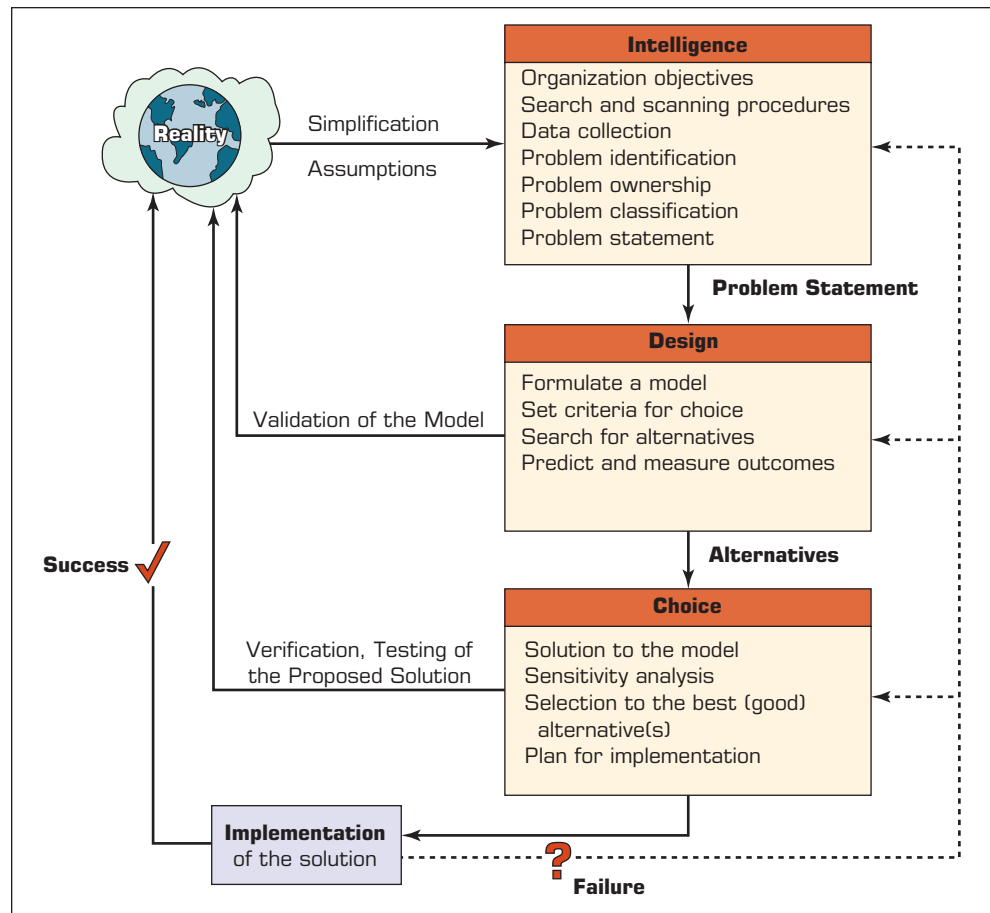 Intelligence
Organization objectives
Search and scanning procedures
Data collection
Problem identification
Problem ownership
Problem classification
Problem statement
Reality
Simplification
Assumptions
Problem Statement
Design
Formulate a model
Set criteria for choice
Search for alternatives
Predict and measure outcomes
Validation of the Model
Alternatives
Success
Choice
Solution to the model
Sensitivity analysis
Selection to the best (good)
alternative(s)
Plan for implementation
Verification, Testing of
the Proposed Solution
Implementation
of the solution
?
Failure